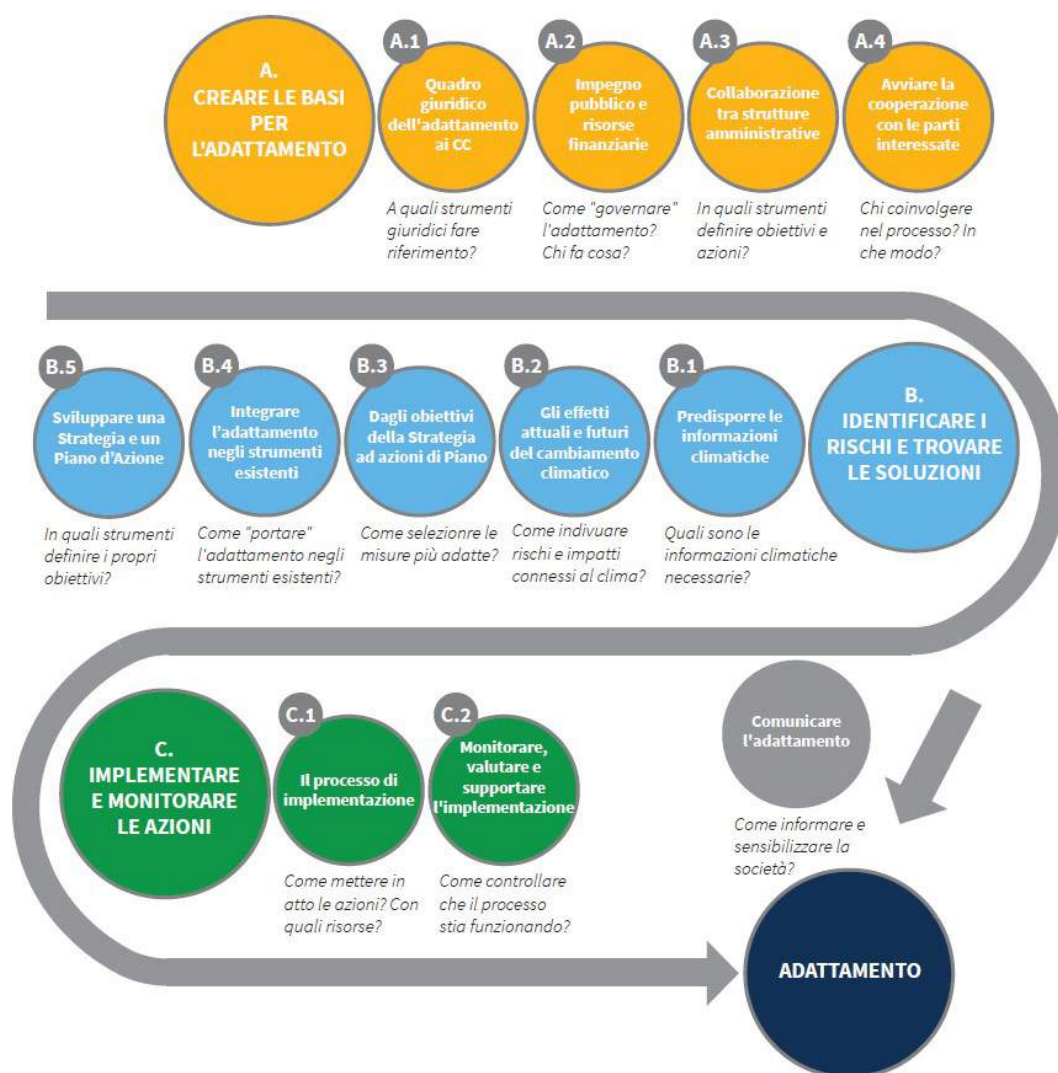 A.
CREARE LE BASI
PER
L'ADATTAMENTO
A.1
Quadro
giuridico
dell'adattamento
ai CC
A quali strumenti
giuridici fare
riferimento?
A.2
Impegno
pubblico e
risorse
finanziarie
Come "governare"
l'adattamento?
Chi fa cosa?
A.3
Collaborazione
tra strutture
amministrative
In quali strumenti
definire obiettivi e
azioni?
A.4
Avviare la
cooperazione
con le parti
interessate
Chi coinvolgere
nel processo? In
che modo?
B.
IDENTIFICARE I
RISCHI E TROVARE
LE SOLUZIONI
B.1
Predisporre le
informazioni
climatiche
Quali sono le
informazioni climatiche
necessarie?
B.2
Gli effetti
attuali e futuri
del cambiamento
climatico
Come indivuare
rischi e impatti
connessi al clima?
B.3
Dagli obiettivi
della Strategia
ad azioni di Piano
Come selezionre le
misure più adatte?
B.4
Integrare
l’adattamento
negli strumenti
esistenti
Come "portare"
l'adattamento negli
strumenti esistenti?
B.5
Sviluppare una
Strategia e un
Piano d’Azione
In quali strumenti
definire i propri
obiettivi?
C.
IMPLEMENTARE
E MONITORARE
LE AZIONI
C.1
Il processo di
implementazione
Come mettere in
atto le azioni? Con
quali risorse?
C.2
Monitorare,
valutare e
supportare
l'implementazione
Come controllare
che il processo
stia funzionando?
Comunicare
l'adattamento
Come informare e
sensibilizzare la
società?
ADATTAMENTO